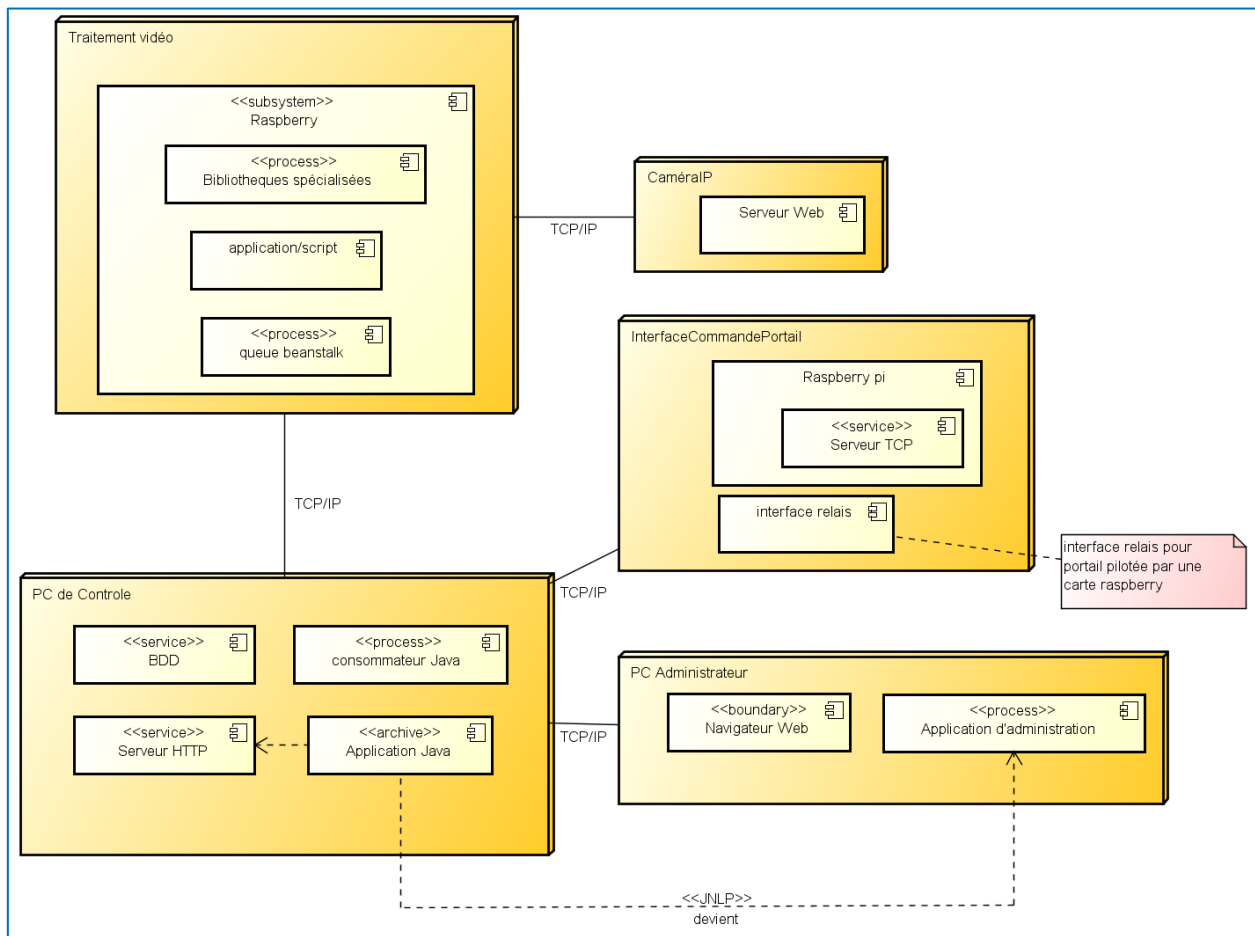 Traitement vidéo
<<subsystem>>
Raspberry
<<process>>
Bibliotheques spécialisées
application/script
<<process>>
queue beanstalk
TCP/IP
CaméraIP
Serveur Web
InterfaceCommandePortail
Raspberry pi
<<service>>
Serveur TCP
interface relais
interface relais pour
portail pilotée par une
carte raspberry
TCP/IP
TCP/IP
PC de Controle
<<service>>
BDD
<<process>>
consommateur Java
<<service>>
Serveur HTTP
<<archive>>
Application Java
TCP/IP
PC Administrateur
<<boundary>>
Navigateur Web
<<process>>
Application d'administration
<<JNLP>>
devient